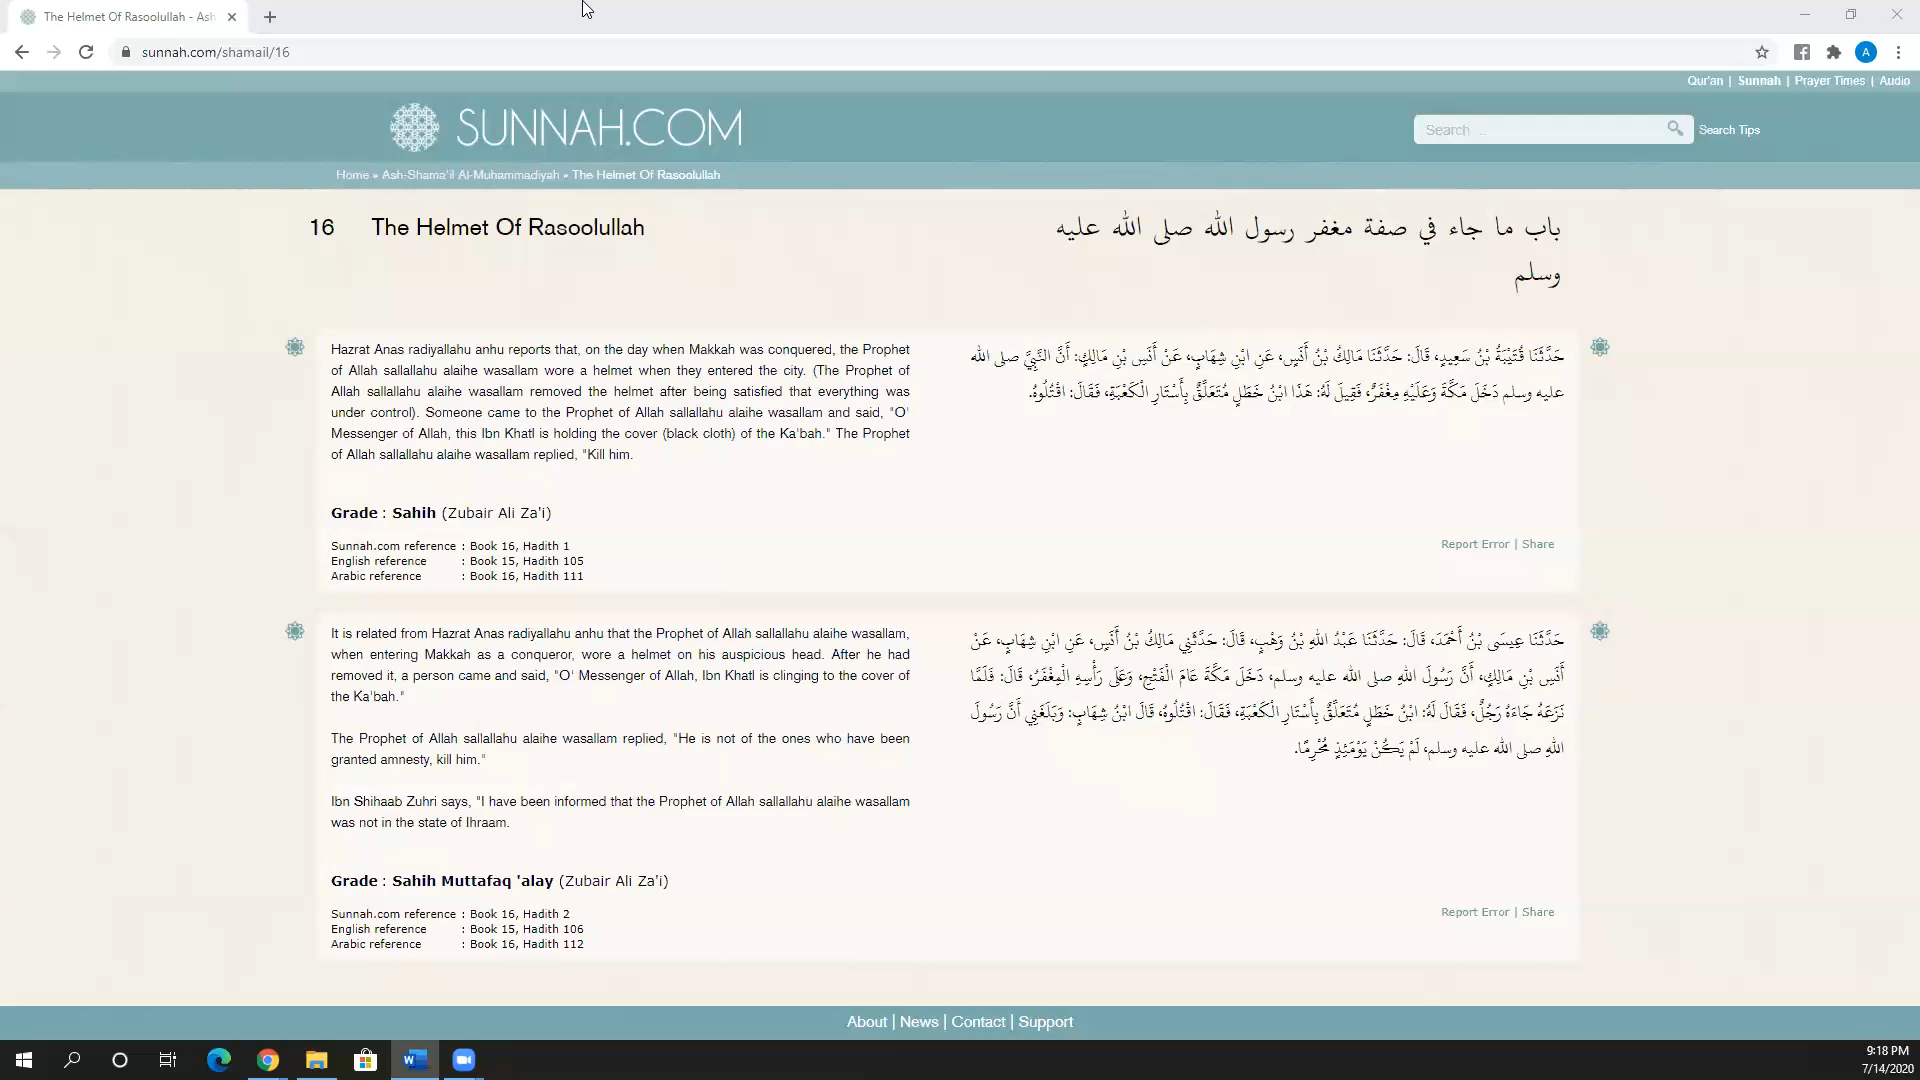 The Helmet Of Rasoolullah - Ash
sunnah.com/shamail/16
A
Qur'an | Sunnah | Prayer Times | Audio
SUNNAH.COM
Search ...
Search Tips
Home » Ash-Shama'il Al-Muhammadiyah » The Helmet Of Rasoolullah
16 The Helmet Of Rasoolullah
باب ما جاء في صفة مغفر رسول الله صلى الله عليه
وسلم
Hazrat Anas radiyallahu anhu reports that, on the day when Makkah was conquered, the Prophet
of Allah sallallahu alaihe wasallam wore a helmet when they entered the city. (The Prophet of
Allah sallallahu alaihe wasallam removed the helmet after being satisfied that everything was
under control). Someone came to the Prophet of Allah sallallahu alaihe wasallam and said, "O'
Messenger of Allah, this Ibn Khatl is holding the cover (black cloth) of the Ka'bah." The Prophet
of Allah sallallahu alaihe wasallam replied, "Kill him.
حَدَّثَنَا قُتَيْبَةُ بْنُ سَعِيدٍ، قَالَ: حَدَّثَنَا مَالِكُ بْنُ أَنَسٍ، عَنِ ابْنِ شِهَابٍ، عَنْ أَنَسِ بْنِ مَالِكٍ: أَنَّ النَّبِيَّ صلى الله
عليه وسلم دَخَلَ مَكَّةَ وَعَلَيْهِ مِغْفَرٌ، فَقِيلَ لَهُ: هَذَا ابْنُ خَطَلٍ مُتَعَلِّقٌ بِأَسْتَارِ الْكَعْبَةِ، فَقَالَ: اقْتُلُوهُ.
Grade : Sahih (Zubair Ali Za'i)
Sunnah.com reference : Book 16, Hadith 1
English reference : Book 15, Hadith 105
Arabic reference : Book 16, Hadith 111
Report Error | Share
It is related from Hazrat Anas radiyallahu anhu that the Prophet of Allah sallallahu alaihe wasallam,
when entering Makkah as a conqueror, wore a helmet on his auspicious head. After he had
removed it, a person came and said, "O' Messenger of Allah, Ibn Khatl is clinging to the cover of
the Ka'bah."
The Prophet of Allah sallallahu alaihe wasallam replied, "He is not of the ones who have been
granted amnesty, kill him."
Ibn Shihaab Zuhri says, "I have been informed that the Prophet of Allah sallallahu alaihe wasallam
was not in the state of Ihraam.
حَدَّثَنَا عِيسَى بْنُ أَحْمَدَ، قَالَ: حَدَّثَنَا عَبْدُ اللهِ بْنُ وَهْبٍ، قَالَ: حَدَّثَنِي مَالِكُ بْنُ أَنَسٍ، عَنِ ابْنِ شِهَابٍ، عَنْ
أَنَسِ بْنِ مَالِكٍ، أَنَّ رَسُولَ اللهِ صلى الله عليه وسلم، دَخَلَ مَكَّةَ عَامَ الْفَتْحِ، وَعَلَى رَأْسِهِ الْمِغْفَرُ، قَالَ: فَلَمَّا
نَزَعَهُ جَاءَهُ رَجُلٌ، فَقَالَ لَهُ: ابْنُ خَطَلٍ مُتَعَلِّقٌ بِأَسْتَارِ الْكَعْبَةِ، فَقَالَ: اقْتُلُوهُ، قَالَ ابْنُ شِهَابٍ: وَبَلَغَنِي أَنَّ رَسُولَ
اللهِ صلى الله عليه وسلم، لَمْ يَكُنْ يَوْمَئِذٍ مُحْرِمًا.
Grade : Sahih Muttafaq 'alay (Zubair Ali Za'i)
Sunnah.com reference : Book 16, Hadith 2
English reference : Book 15, Hadith 106
Arabic reference : Book 16, Hadith 112
Report Error | Share
About | News | Contact | Support
9:18 PM
7/14/2020